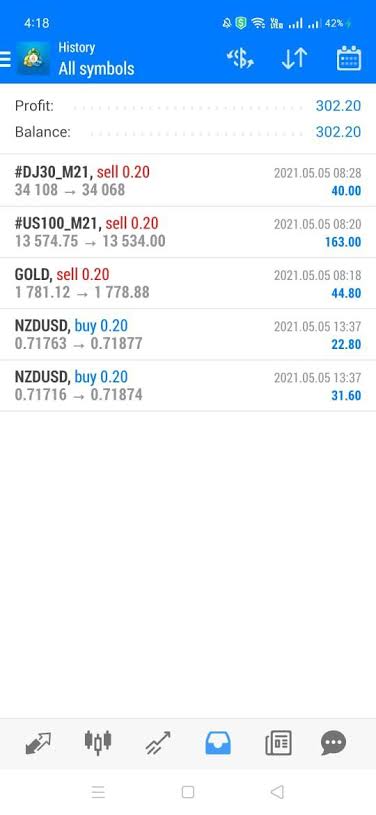 4:18 42%
History
All symbols
Profit: 302.20
Balance: 302.20
#DJ30_M21, sell 0.20 2021.05.05 08:28
34 108 → 34 068 40.00
#US100_M21, sell 0.20 2021.05.05 08:20
13 574.75 → 13 534.00 163.00
GOLD, sell 0.20 2021.05.05 08:18
1 781.12 → 1 778.88 44.80
NZDUSD, buy 0.20 2021.05.05 13:37
0.71763 → 0.71877 22.80
NZDUSD, buy 0.20 2021.05.05 13:37
0.71716 → 0.71874 31.60